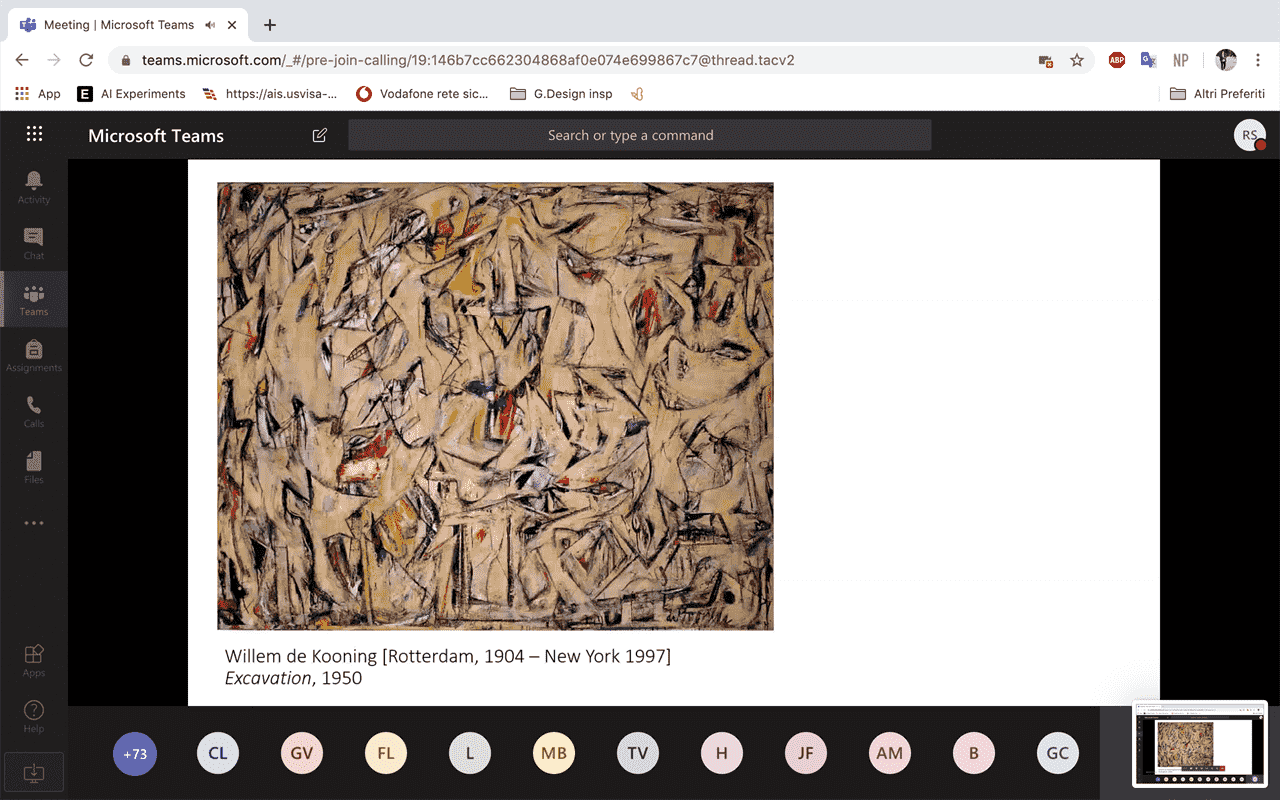 Meeting | Microsoft Teams
teams.microsoft.com/_#/pre-join-calling/19:146b7cc662304868af0e074e699867c7@thread.tacv2
ABP
NP
App
E AI Experiments
https://ais.usvisa-...
Vodafone rete sic...
G.Design insp
Altri Preferiti
Microsoft Teams
Search or type a command
RS
Activity
Chat
Teams
Assignments
Calls
Files
Apps
Help
Willem de Kooning [Rotterdam, 1904 – New York 1997]
Excavation, 1950
+73
CL
GV
FL
L
MB
TV
H
JF
AM
B
GC